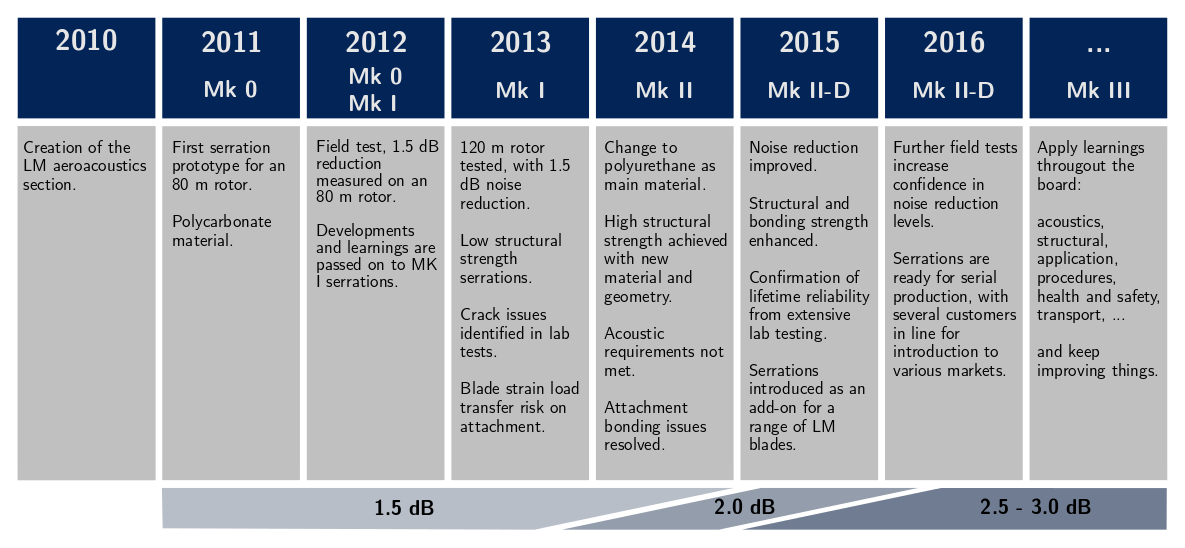 2010
Creation of the
LM aeroacoustics
section.
2011
Mk 0
First serration
prototype for an
80 m rotor.
Polycarbonate
material.
2012
Mk 0
Mk I
Field test, 1.5 dB
reduction
measured on an
80 m rotor.
Developments
and learnings are
passed on to MK
I serrations.
2013
Mk I
120 m rotor
tested, with 1.5
dB noise
reduction.
Low structural
strength
serrations.
Crack issues
identified in lab
tests.
Blade strain load
transfer risk on
attachment.
2014
Mk II
Change to
polyurethane as
main material.
High structural
strength achieved
with new
material and
geometry.
Acoustic
requirements not
met.
Attachment
bonding issues
resolved.
2015
Mk II-D
Noise reduction
improved.
Structural and
bonding strength
enhanced.
Confirmation of
lifetime reliability
from extensive
lab testing.
Serrations
introduced as an
add-on for a
range of LM
blades.
2016
Mk II-D
Further field tests
increase
confidence in
noise reduction
levels.
Serrations are
ready for serial
production, with
several customers
in line for
introduction to
various markets.
...
Mk III
Apply learnings
througout the
board:
acoustics,
structural,
application,
procedures,
health and safety,
transport, ...
and keep
improving things.
1.5 dB
2.0 dB
2.5 - 3.0 dB